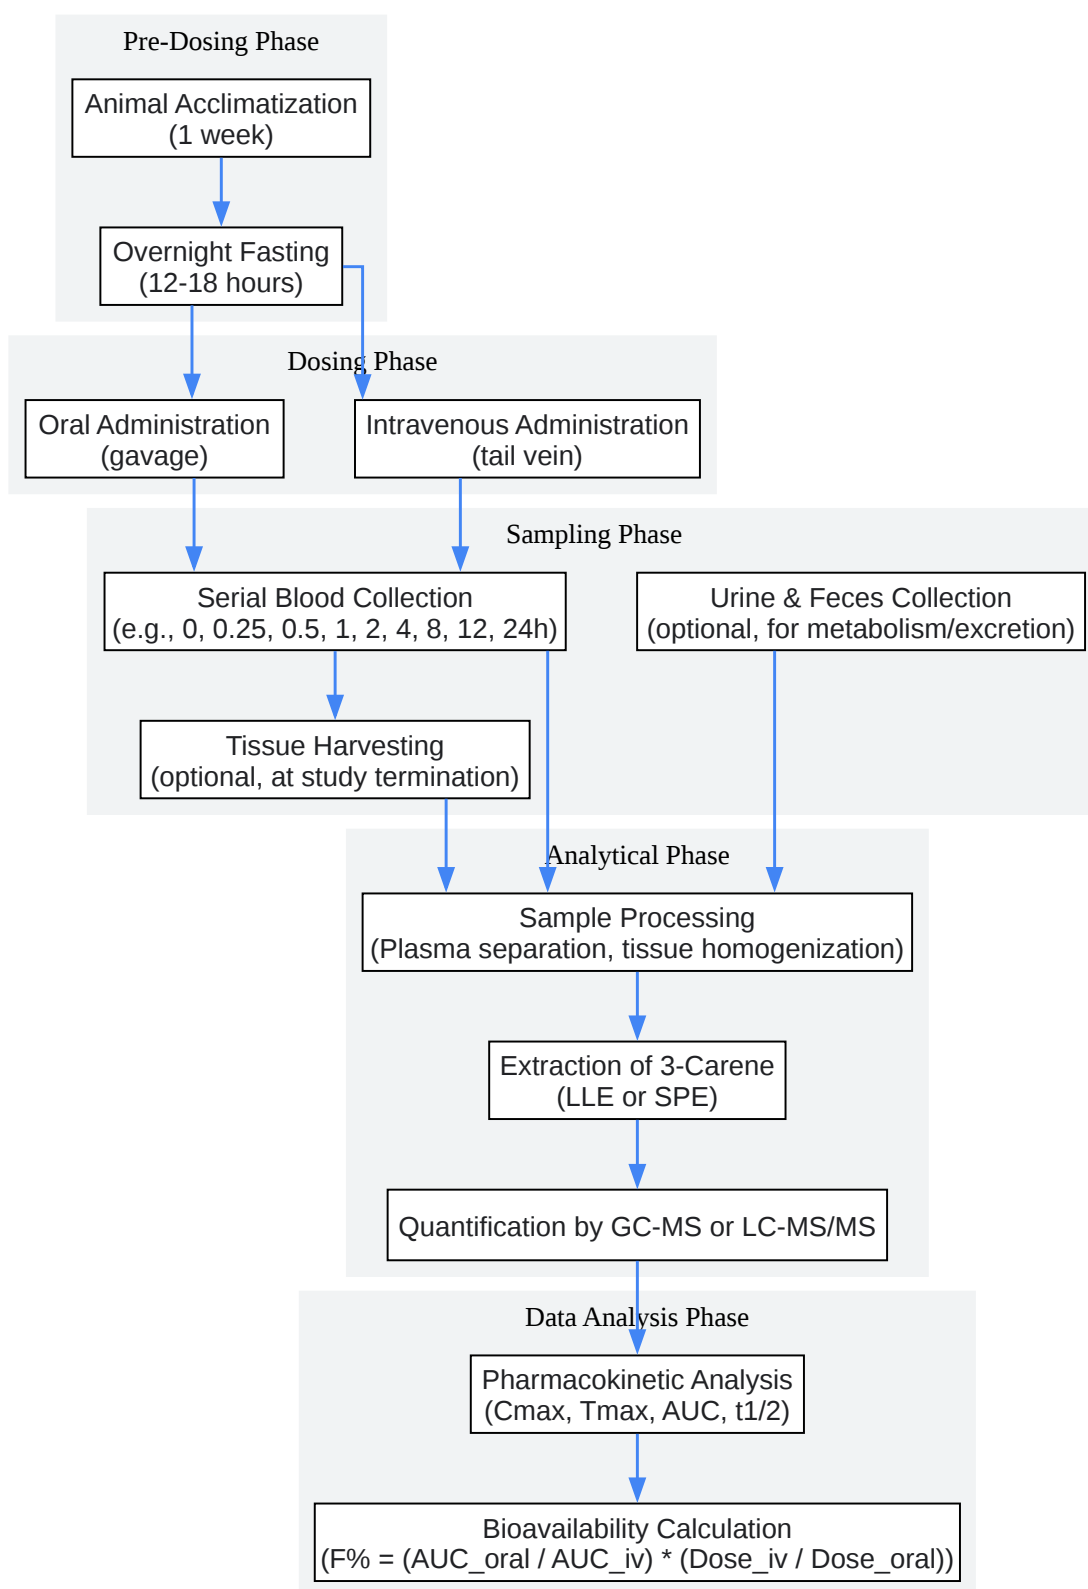 Pre-Dosing Phase
Animal Acclimatization
(1 week)
Overnight Fasting
(12-18 hours)
Dosing Phase
Oral Administration
(gavage)
Intravenous Administration
(tail vein)
Sampling Phase
Serial Blood Collection
(e.g., 0, 0.25, 0.5, 1, 2, 4, 8, 12, 24h)
Urine & Feces Collection
(optional, for metabolism/excretion)
Tissue Harvesting
(optional, at study termination)
Analytical Phase
Sample Processing
(Plasma separation, tissue homogenization)
Extraction of 3-Carene
(LLE or SPE)
Quantification by GC-MS or LC-MS/MS
Data Analysis Phase
Pharmacokinetic Analysis
(Cmax, Tmax, AUC, t1/2)
Bioavailability Calculation
(F% = (AUC_oral / AUC_iv) * (Dose_iv / Dose_oral))